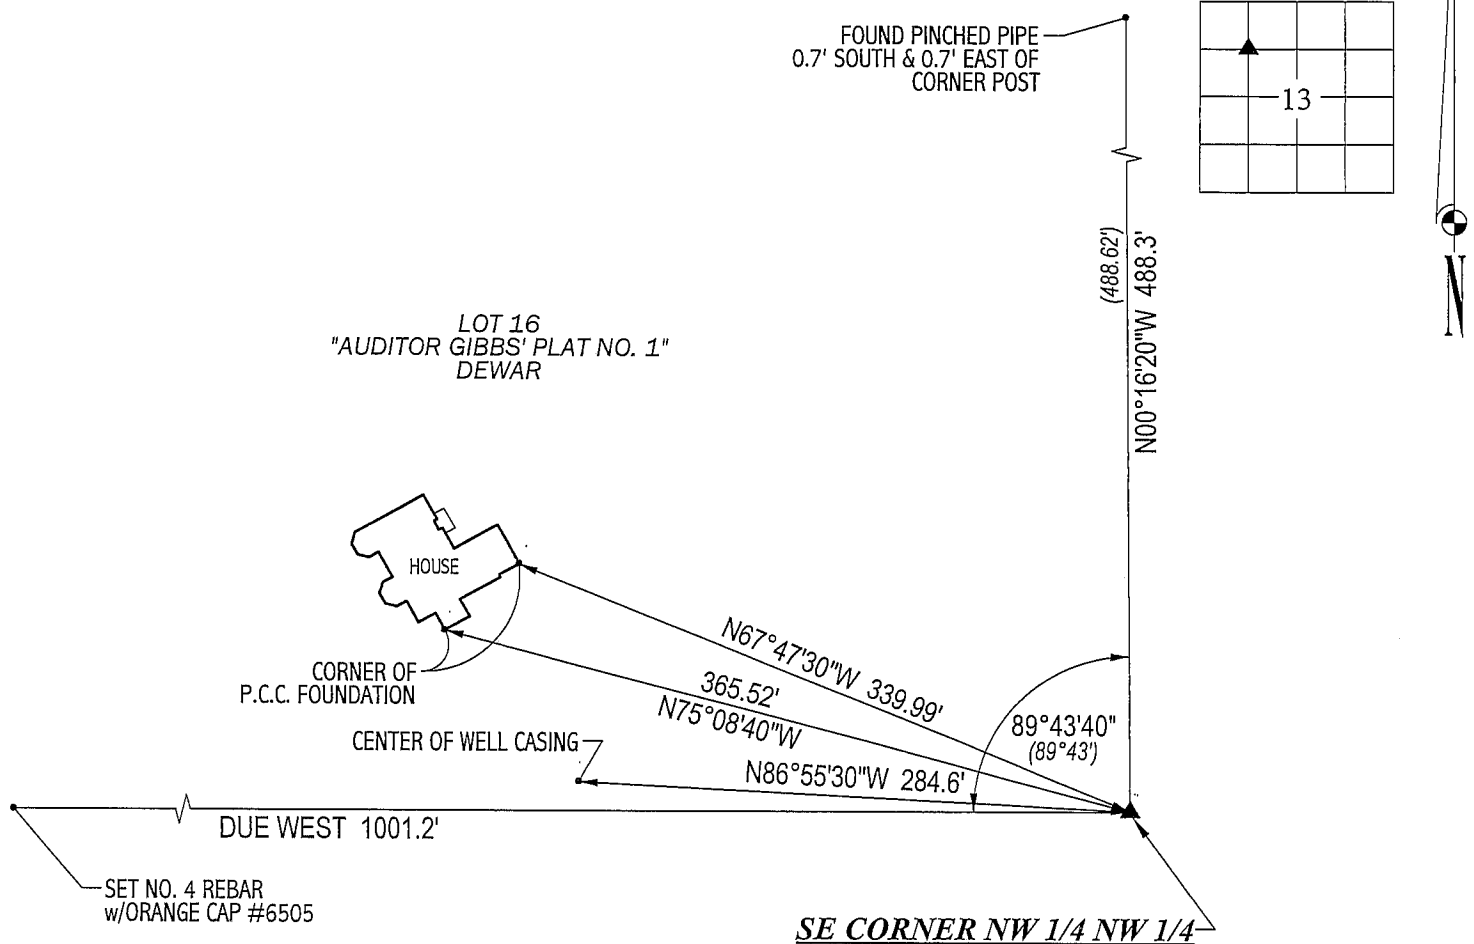 FOUND PINCHED PIPE
0.7' SOUTH & 0.7' EAST OF
CORNER POST
13
(488.62')
N00°16'20"W 488.3'
N
LOT 16
"AUDITOR GIBBS' PLAT NO. 1"
DEWAR
HOUSE
CORNER OF
P.C.C. FOUNDATION
N67°47'30"W 339.99'
365.52'
N75°08'40"W
89°43'40"
(89°43')
CENTER OF WELL CASING
N86°55'30"W 284.6'
DUE WEST 1001.2'
SET NO. 4 REBAR
w/ORANGE CAP #6505
SE CORNER NW 1/4 NW 1/4